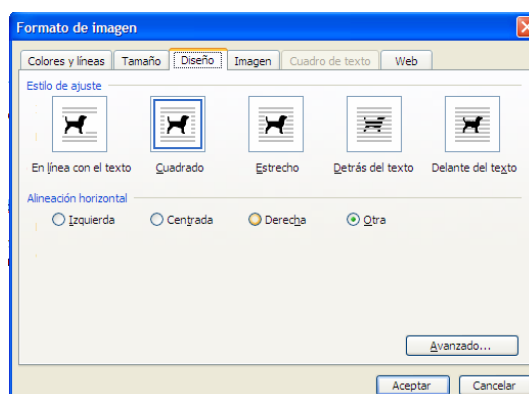 Formato de imagen
Colores y líneas Tamaño Diseño Imagen Cuadro de texto Web
Estilo de ajuste
En línea con el texto Cuadrado Estrecho Detrás del texto Delante del texto
Alineación horizontal
Izquierda Centrada Derecha Otra
Avanzado...
Aceptar Cancelar